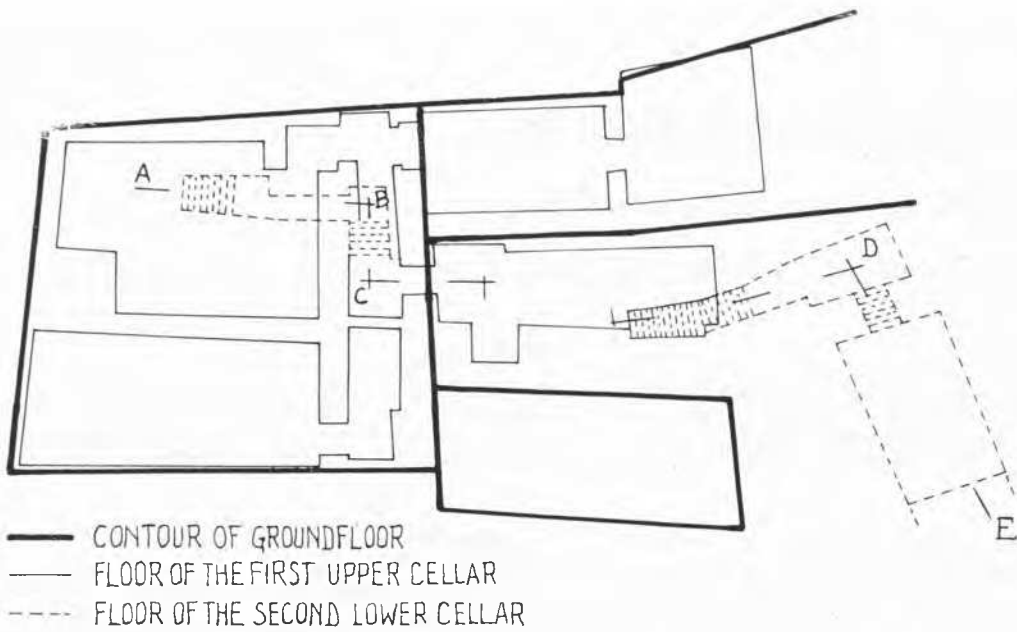 A
B
C
D
E
CONTOUR OF GROUNDFLOOR
FLOOR OF THE FIRST UPPER CELLAR
FLOOR OF THE SECOND LOWER CELLAR